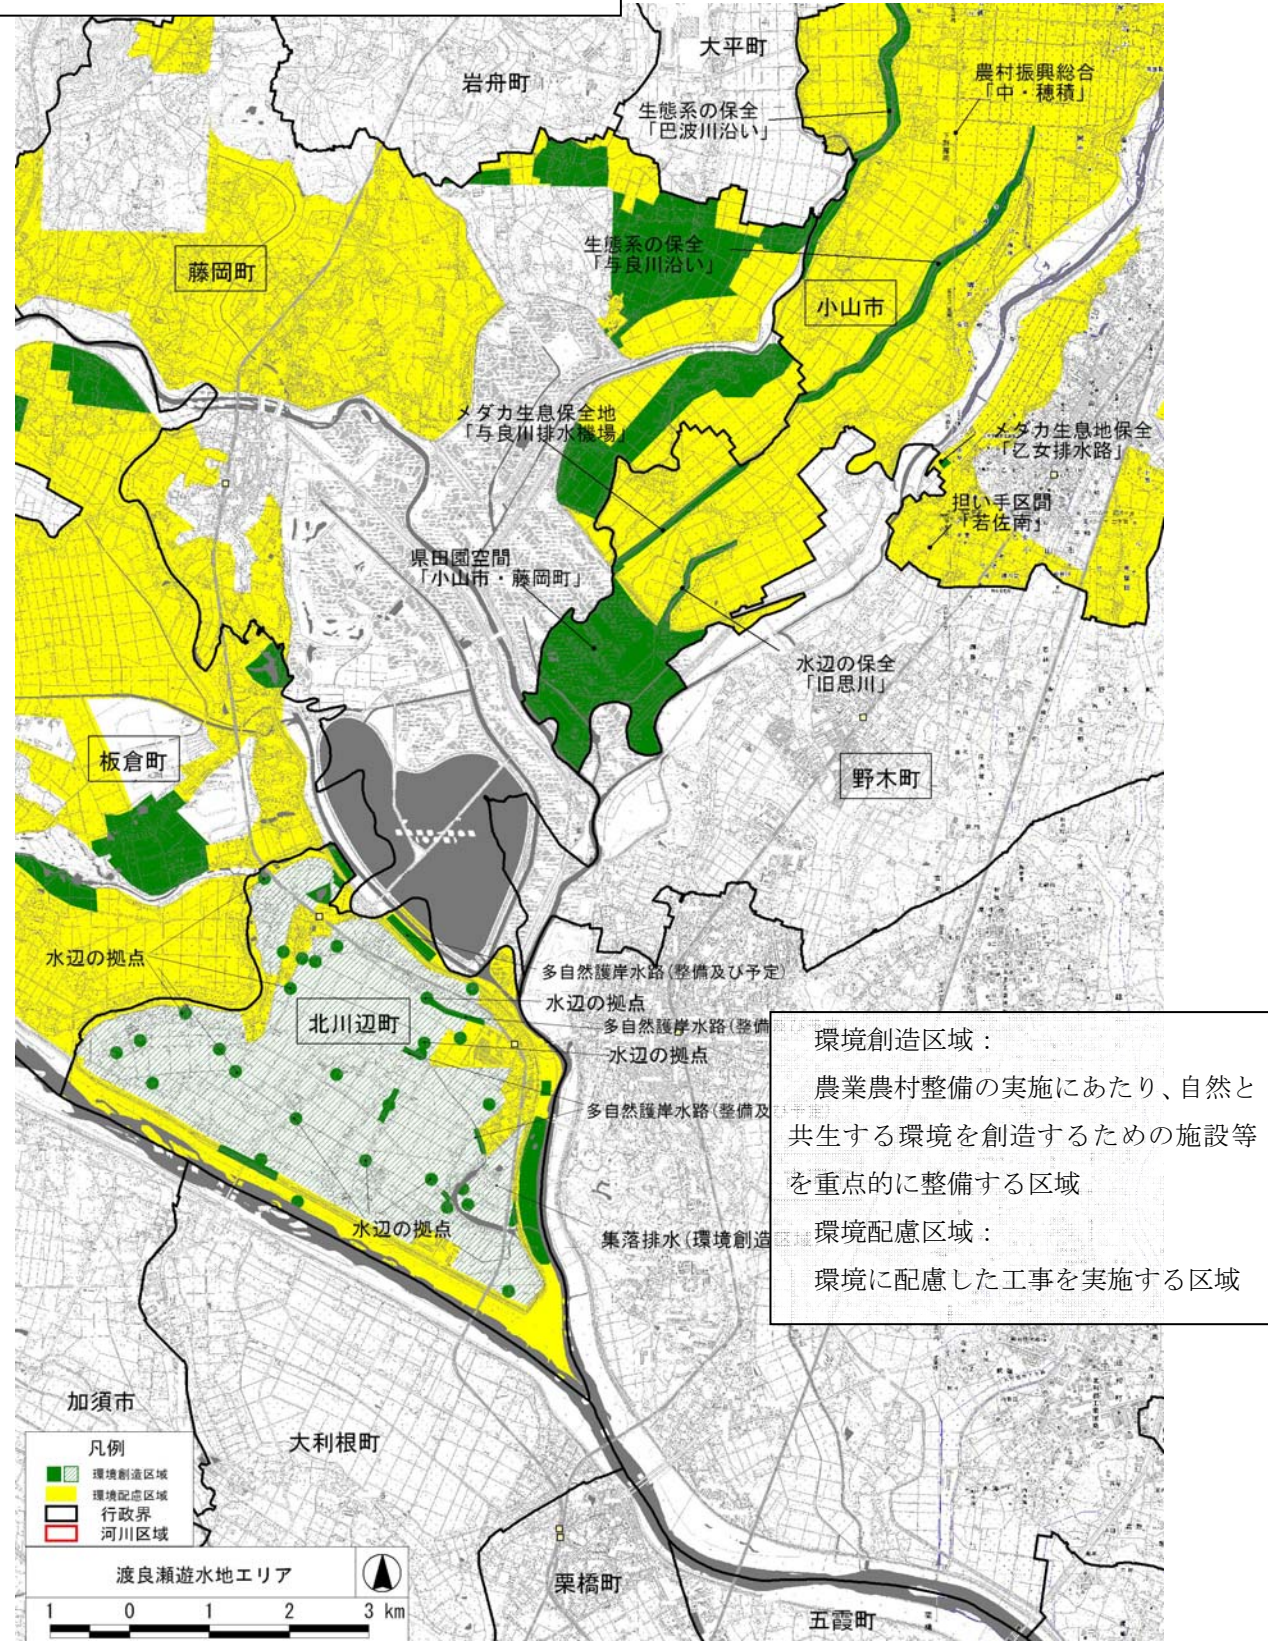 大平町
岩舟町
農村振興総合
「中・穂積」
生態系の保全
「巴波川沿い」
生態系の保全
「与良川沿い」
藤岡町
小山市
メダカ生息保全地
「与良川排水機場」
メダカ生息地保全
「乙女排水路」
担い手区間
「若佐南」
県田園空間
「小山市・藤岡町」
水辺の保全
「旧思川」
板倉町
野木町
水辺の拠点
多自然護岸水路(整備及び予定)
水辺の拠点
北川辺町
多自然護岸水路(整備
水辺の拠点
多自然護岸水路(整備及
水辺の拠点
集落排水(環境創造
環境創造区域：
農業農村整備の実施にあたり、自然と
共生する環境を創造するための施設等
を重点的に整備する区域
環境配慮区域：
環境に配慮した工事を実施する区域
加須市
大利根町
凡例
環境創造区域
環境配慮区域
行政界
河川区域
渡良瀬遊水地エリア
1 0 1 2 3 km
栗橋町
五霞町